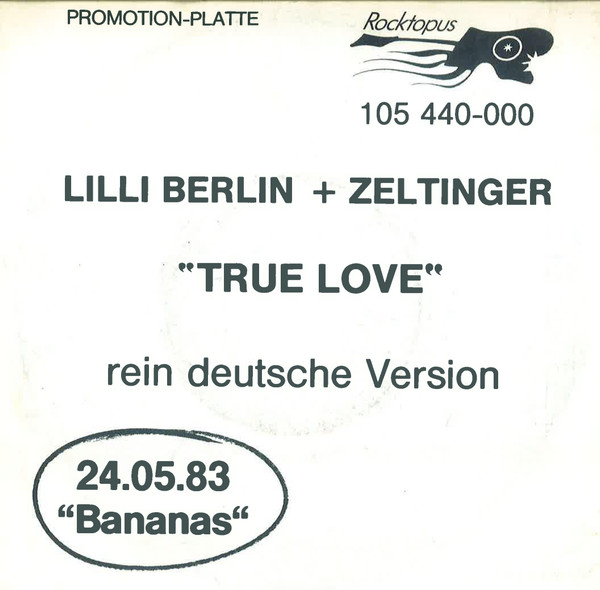 PROMOTION-PLATTE
Rocktopus
105 440-000
LILLI BERLIN + ZELTINGER
"TRUE LOVE"
rein deutsche Version
24.05.83
“Bananas“